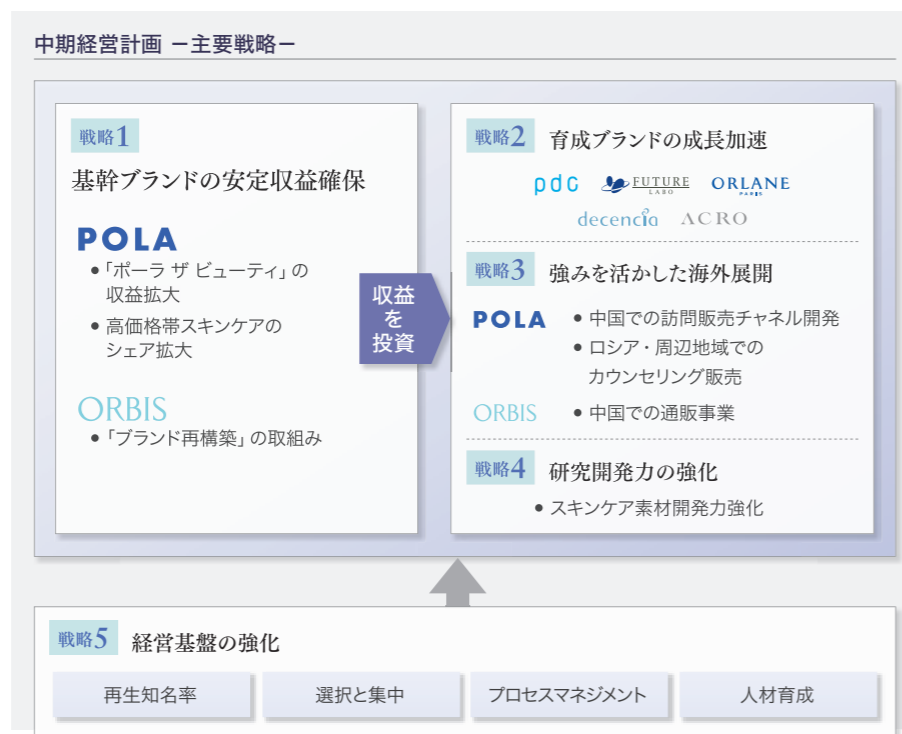 中期経営計画 －主要戦略－
戦略1
基幹ブランドの安定収益確保
POLA
●「ポーラ ザ ビューティ」の
収益拡大
● 高価格帯スキンケアの
シェア拡大
ORBIS
●「ブランド再構築」の取組み
収益
を
投資
戦略2 育成ブランドの成長加速
pdc FUTURE LABO ORLANE PARIS
decencia ACRO
戦略3 強みを活かした海外展開
POLA ● 中国での訪問販売チャネル開発
● ロシア・周辺地域での
カウンセリング販売
ORBIS ● 中国での通販事業
戦略4 研究開発力の強化
● スキンケア素材開発力強化
戦略5 経営基盤の強化
再生知名率 選択と集中 プロセスマネジメント 人材育成